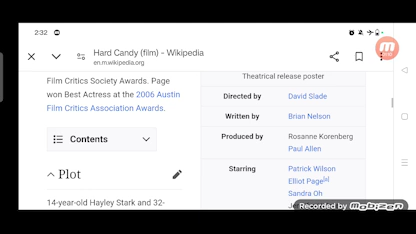 2:32
Hard Candy (film) - Wikipedia
en.m.wikipedia.org
Film Critics Society Awards. Page
won Best Actress at the 2006 Austin
Film Critics Association Awards.
Contents
Plot
14-year-old Hayley Stark and 32-
Theatrical release poster
Directed by David Slade
Written by Brian Nelson
Produced by Rosanne Korenberg
Paul Allen
Starring Patrick Wilson
Elliot Page[a]
Sandra Oh
Recorded by Mobizen